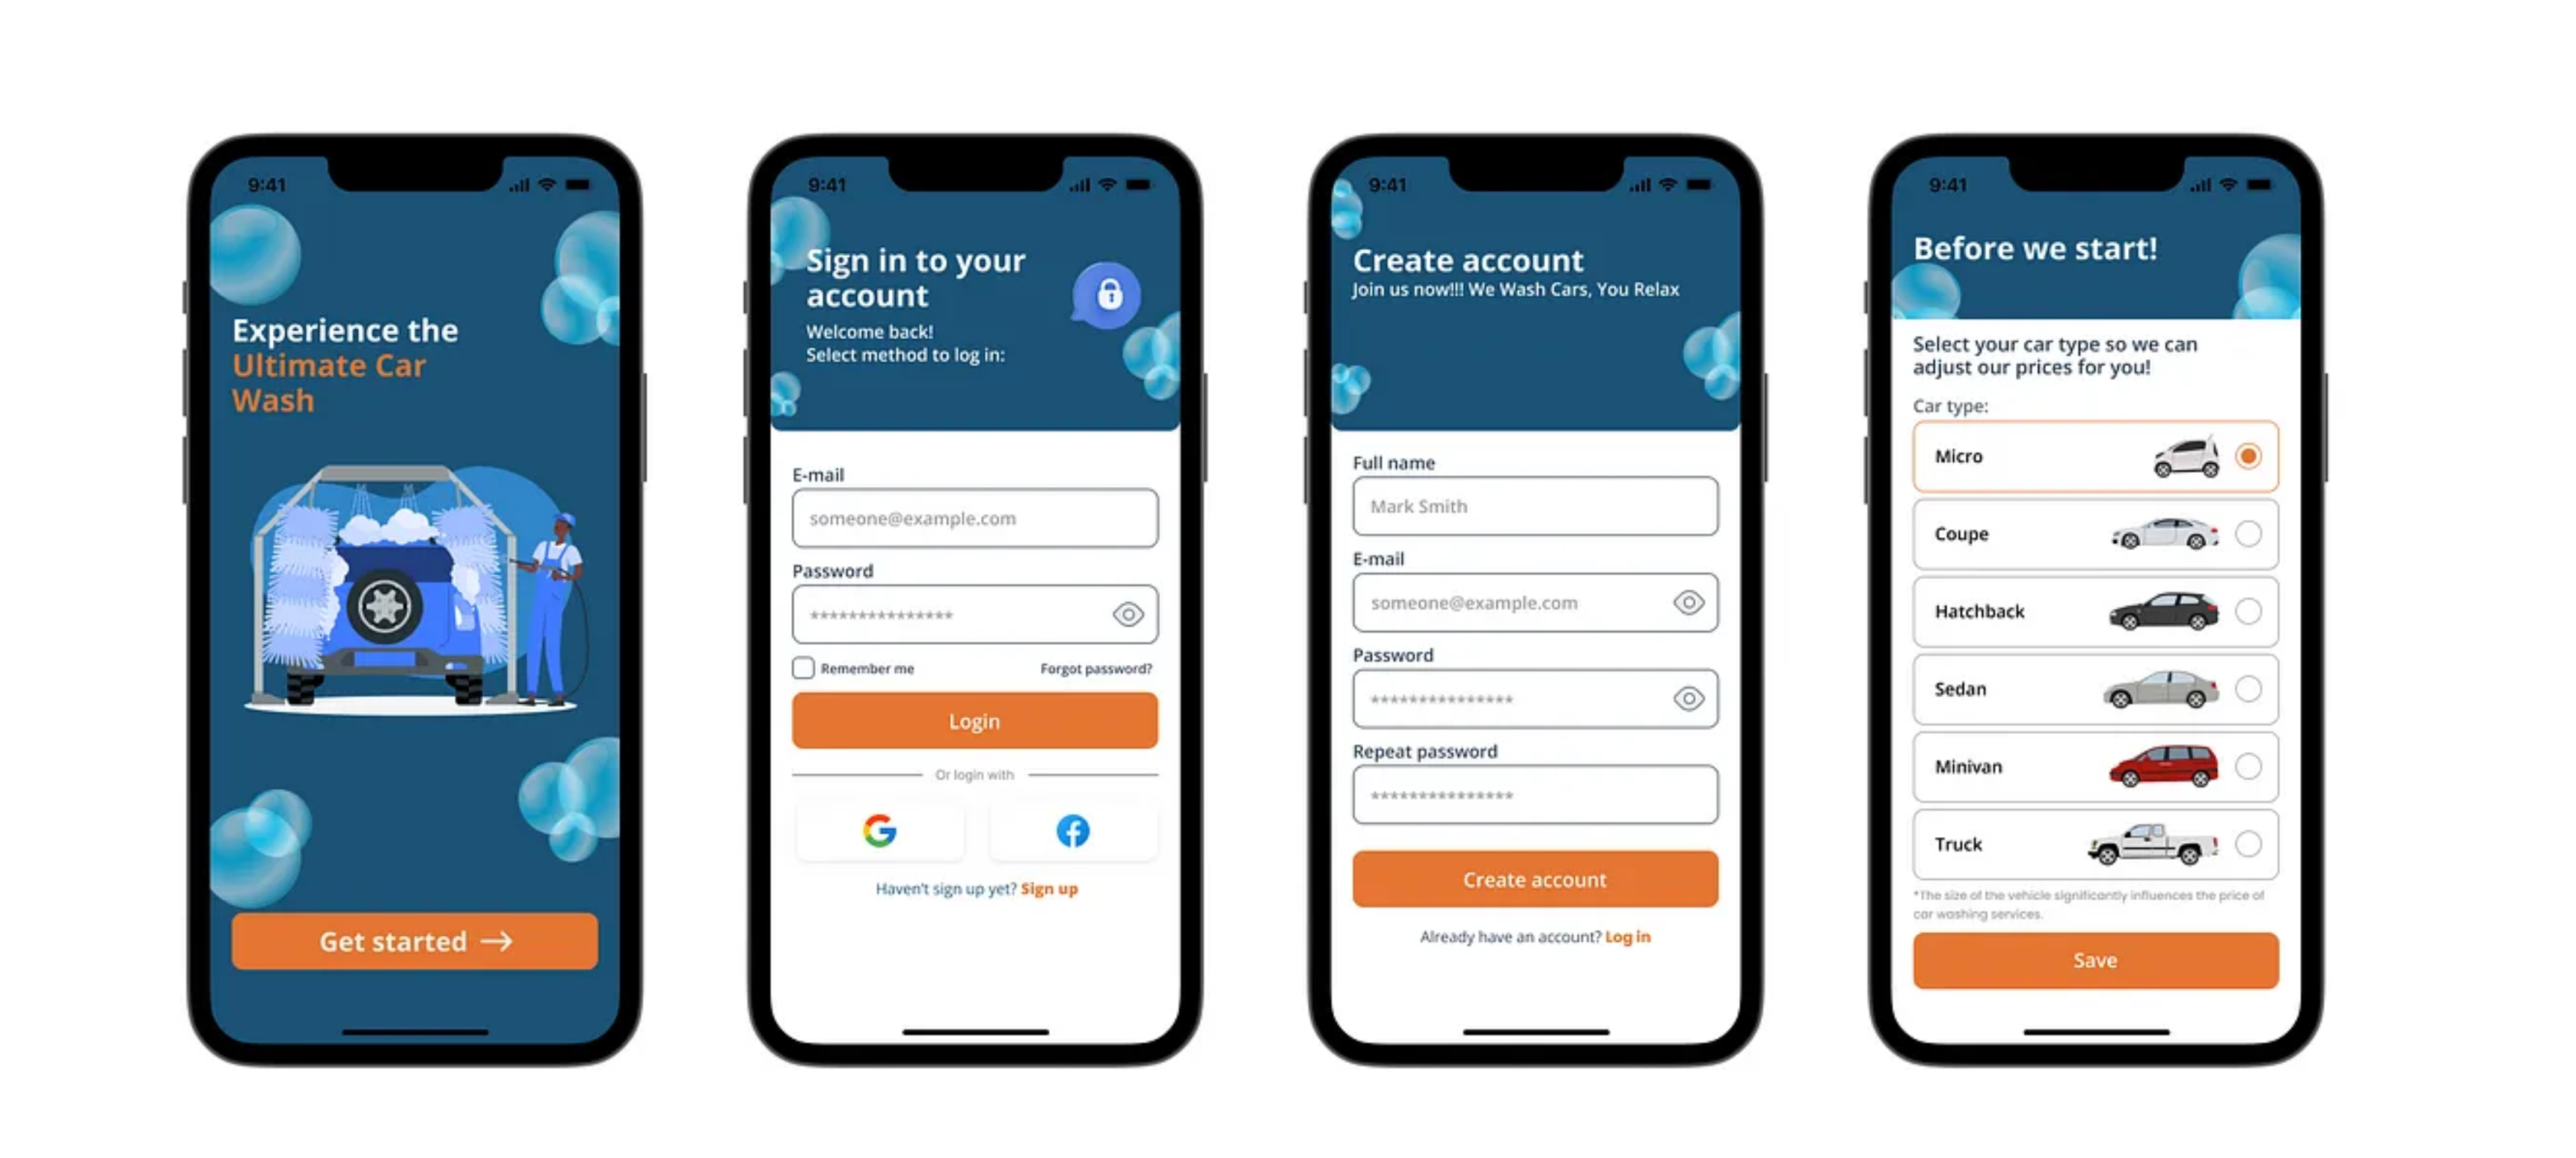 9:41
Experience the
Ultimate Car
Wash
Get started →
9:41
Sign in to your
account
Welcome back!
Select method to log in:
E-mail
someone@example.com
Password
***************
Remember me
Forgot password?
Login
Or login with
Haven't sign up yet? Sign up
9:41
Create account
Join us now!!! We Wash Cars, You Relax
Full name
Mark Smith
E-mail
someone@example.com
Password
***************
Repeat password
***************
Create account
Already have an account? Log in
9:41
Before we start!
Select your car type so we can
adjust our prices for you!
Car type:
Micro
Coupe
Hatchback
Sedan
Minivan
Truck
*The size of the vehicle significantly influences the price of
car washing services.
Save